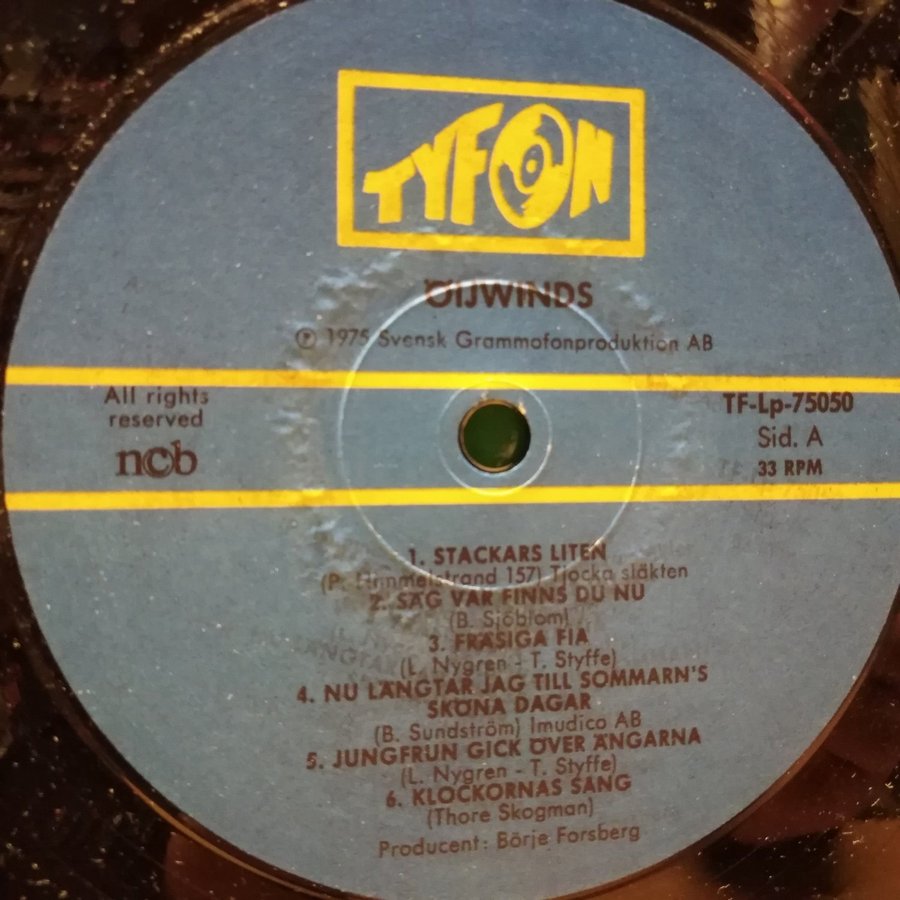 TYFON
ÖIJWINDS
℗ 1975 Svensk Grammofonproduktion AB
All rights
reserved
ncb
TF-Lp-75050
Sid. A
33 RPM
1. STACKARS LITEN
(P. Himmelstrand 157) Tjocka släkten
2. SÄG VAR FINNS DU NU
(B. Sjöblom)
3. FRÄSIGA FIA
(L. Nygren - T. Styffe)
4. NU LÄNGTAR JAG TILL SOMMARN'S
SKÖNA DAGAR
(B. Sundström) Imudico AB
5. JUNGFRUN GICK ÖVER ÄNGARNA
(L. Nygren - T. Styffe)
6. KLOCKORNAS SÅNG
(Thore Skogman)
Producent: Börje Forsberg